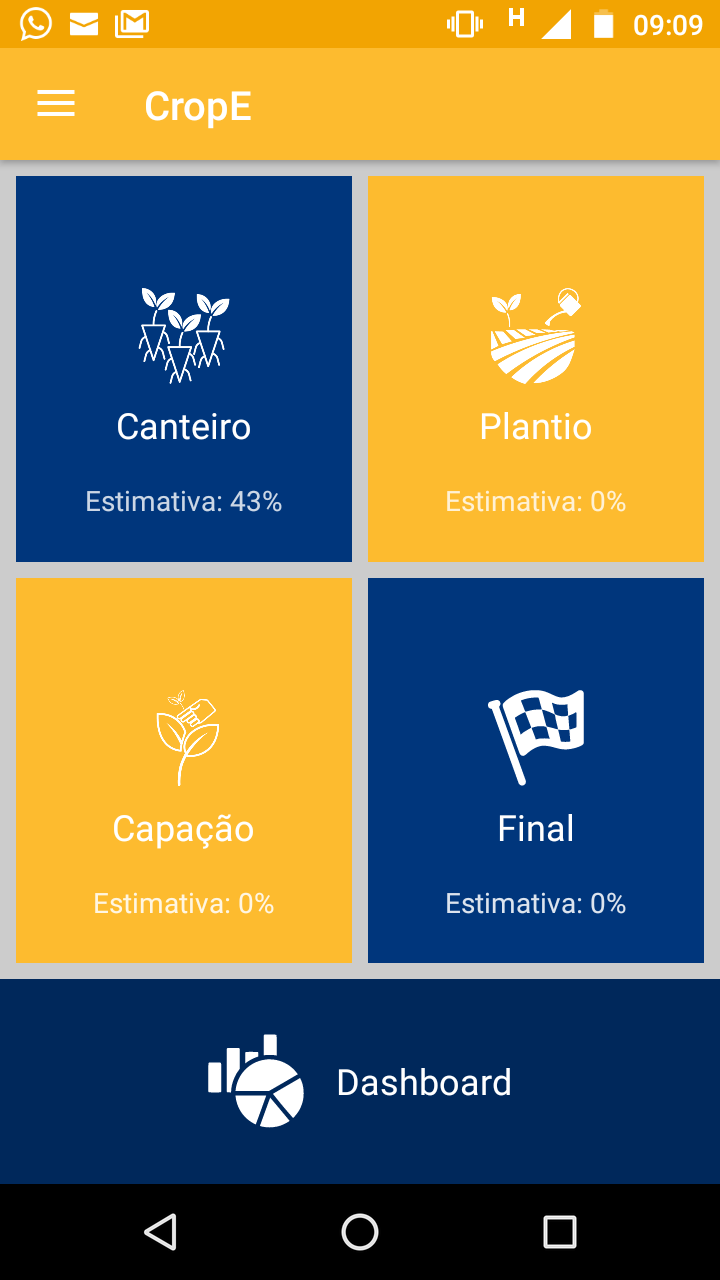 H 09:09
CropE
Canteiro
Estimativa: 43%
Plantio
Estimativa: 0%
Capação
Estimativa: 0%
Final
Estimativa: 0%
Dashboard